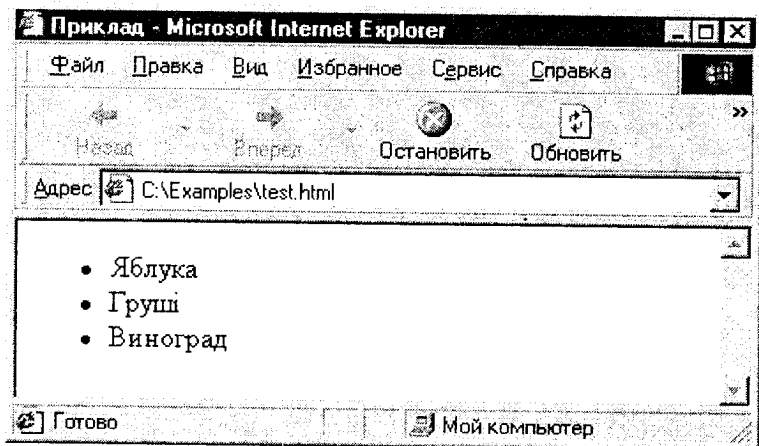 Приклад - Microsoft Internet Explorer
Файл Правка Вид Избранное Сервис Справка
Назад Вперед Остановить Обновить »
Адрес C:\Examples\test.html
• Яблука
• Груші
• Виноград
Готово Мой компьютер